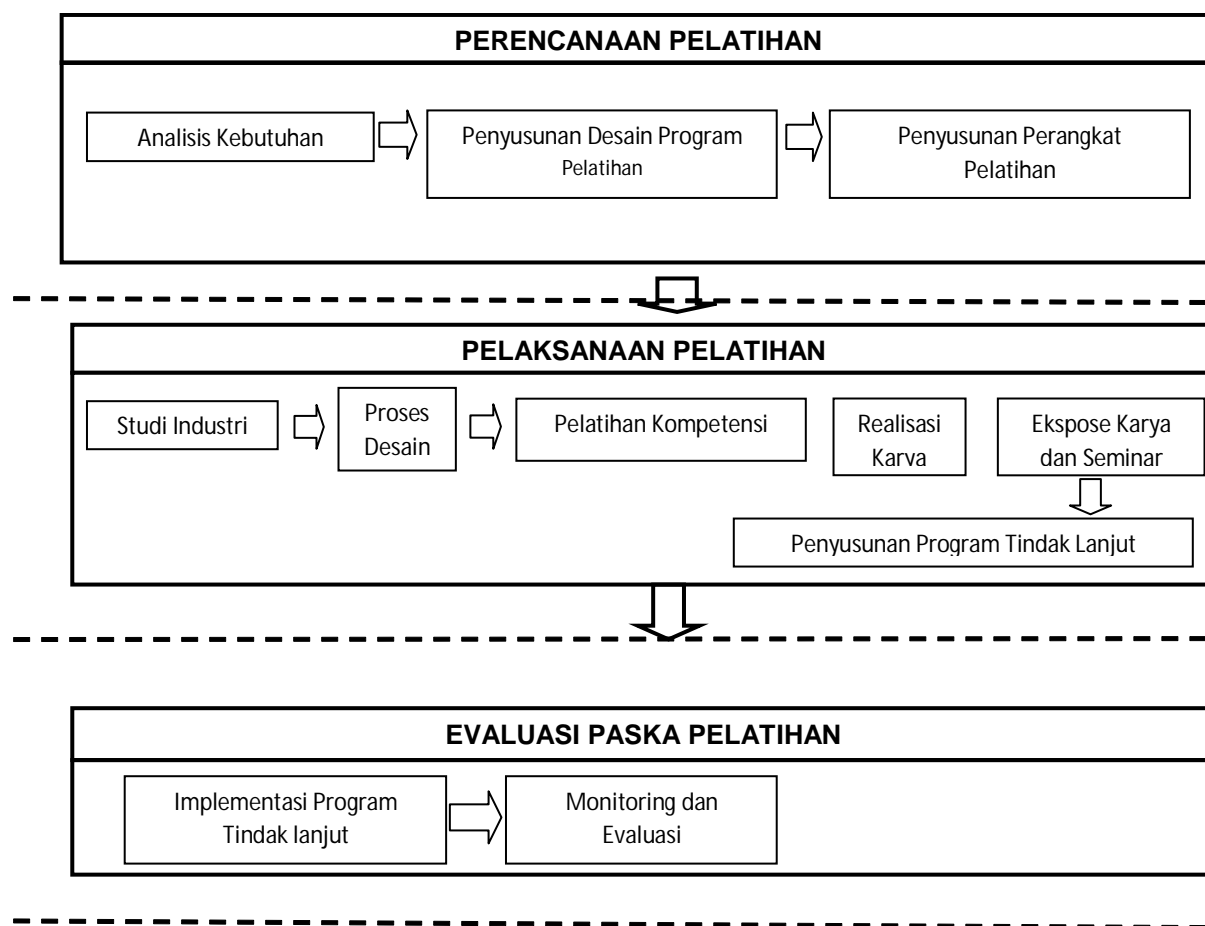 PERENCANAAN PELATIHAN
Analisis Kebutuhan
Penyusunan Desain Program
Pelatihan
Penyusunan Perangkat
Pelatihan
PELAKSANAAN PELATIHAN
Studi Industri
Proses
Desain
Pelatihan Kompetensi
Realisasi
Karva
Ekspose Karya
dan Seminar
Penyusunan Program Tindak Lanjut
EVALUASI PASKA PELATIHAN
Implementasi Program
Tindak lanjut
Monitoring dan
Evaluasi